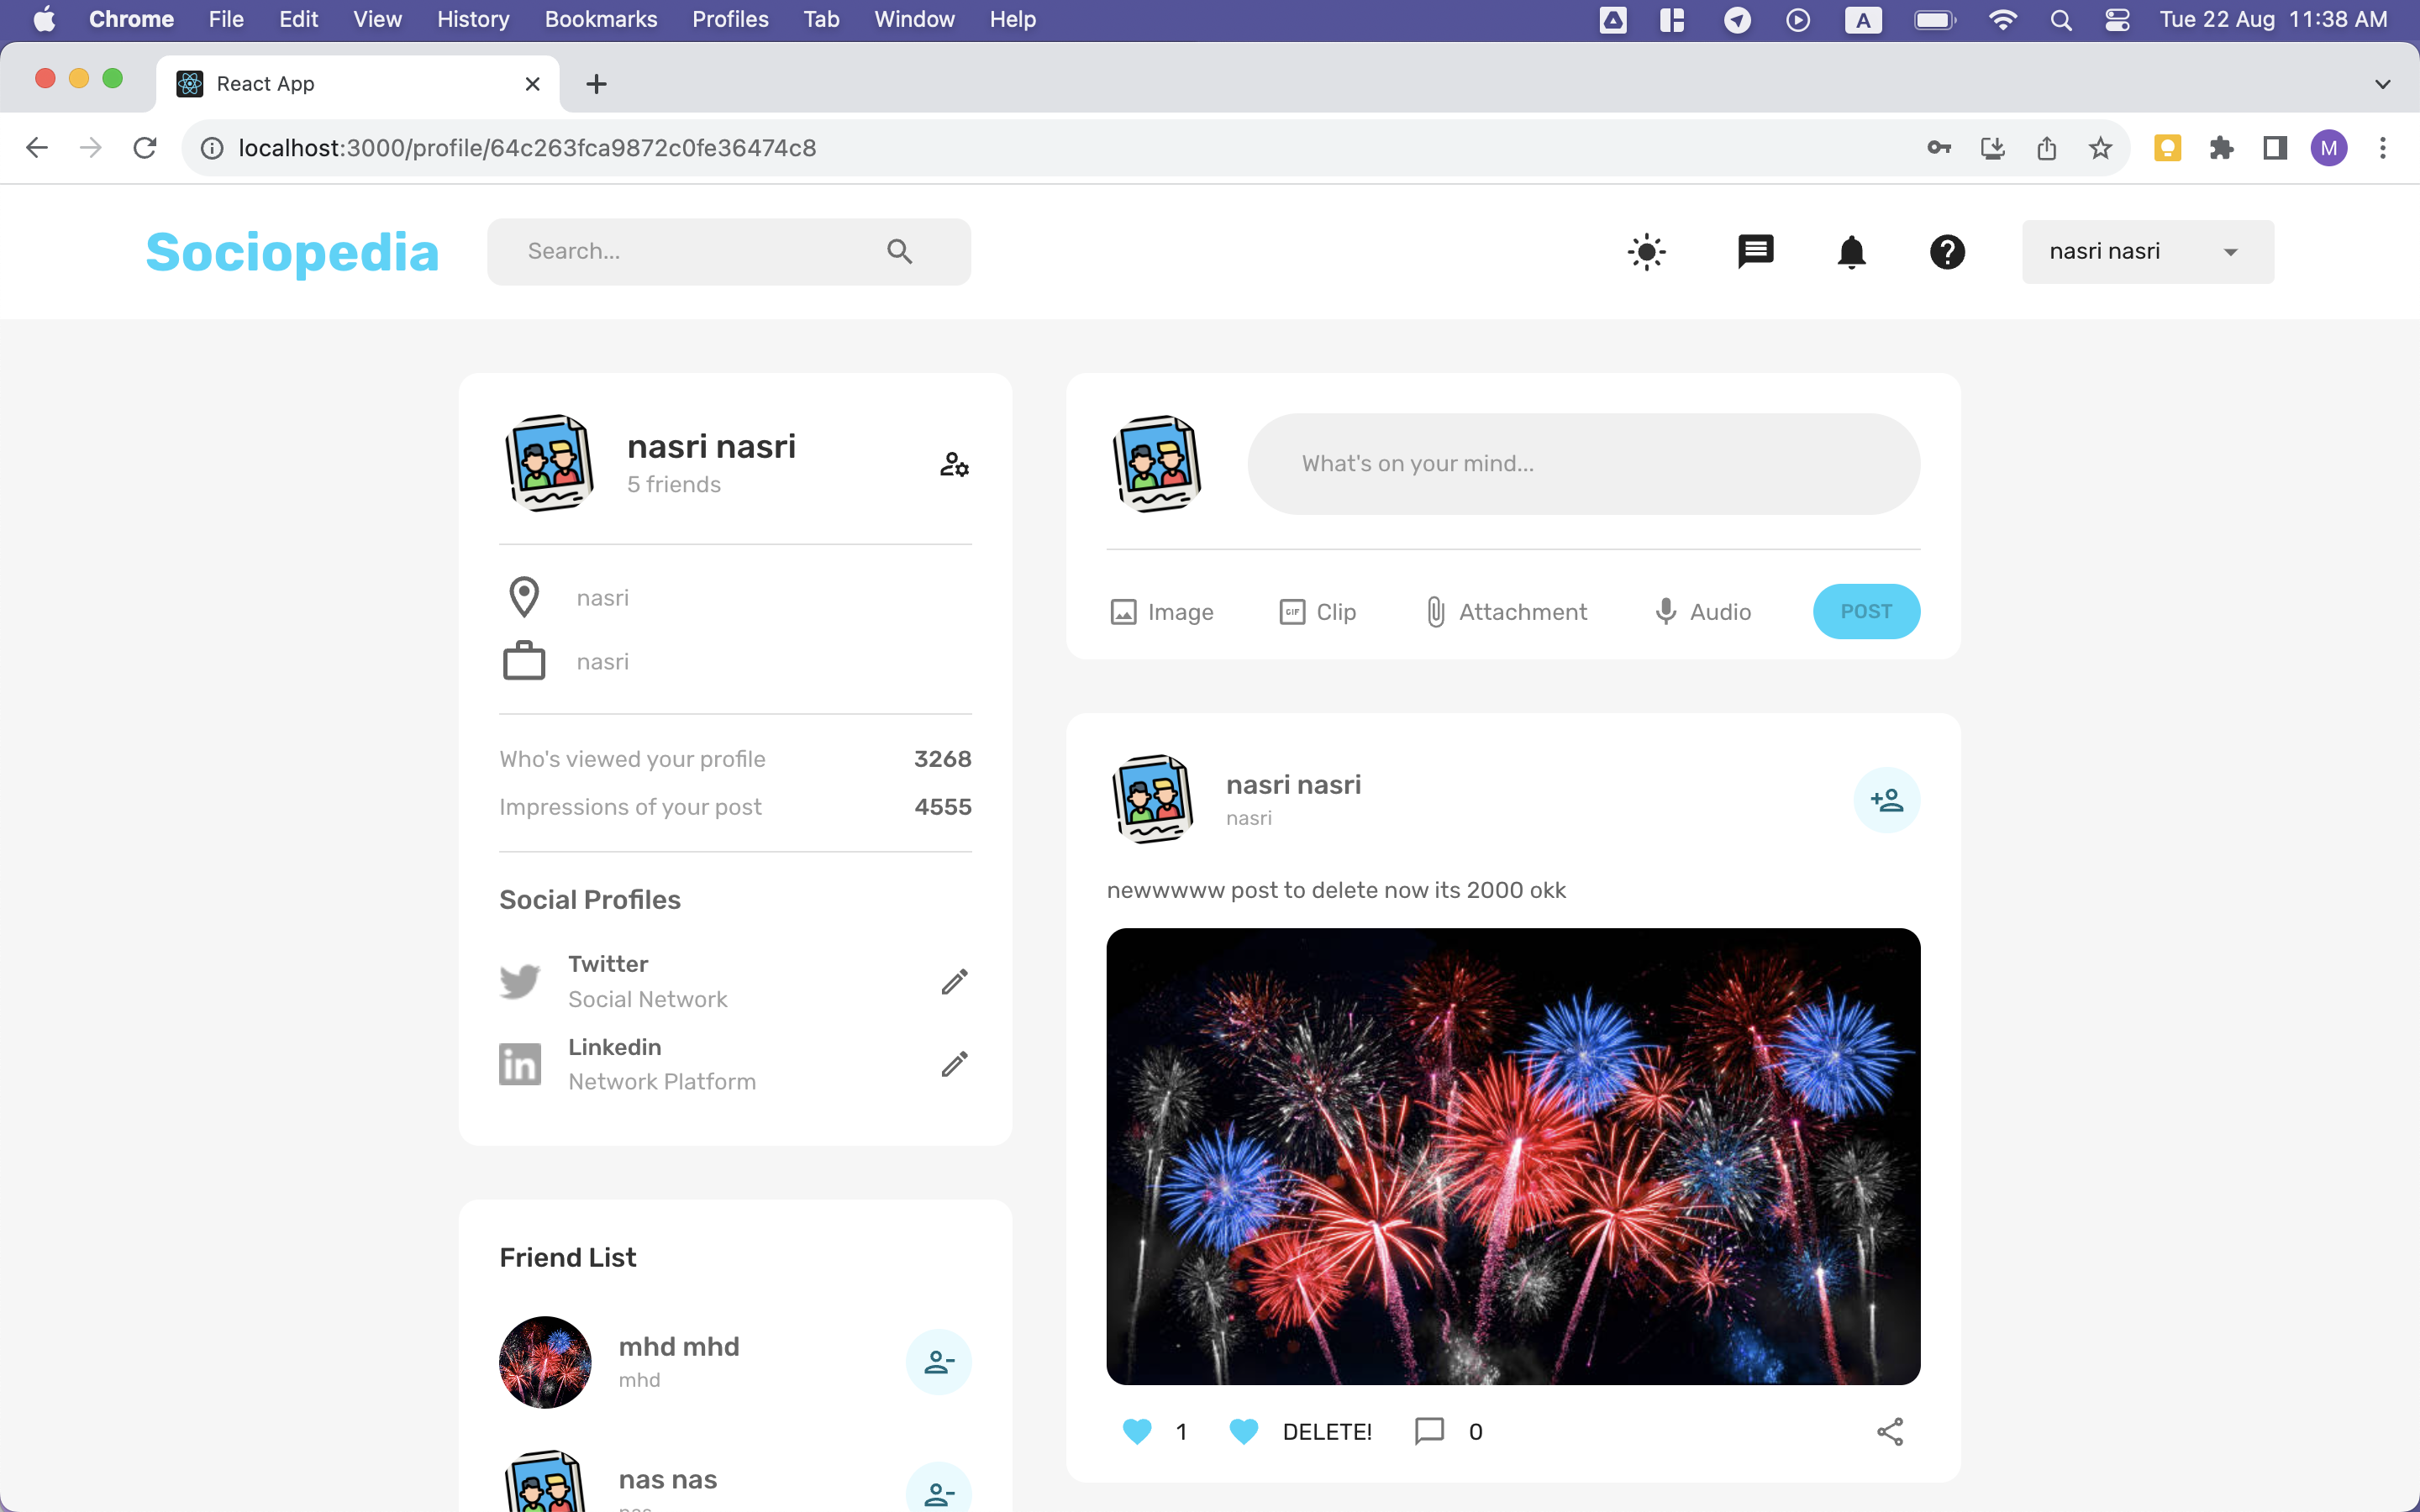 Chrome File Edit View History Bookmarks Profiles Tab Window Help A Tue 22 Aug 11:38 AM
React App
localhost:3000/profile/64c263fca9872c0fe36474c8 M
Sociopedia Search... nasri nasri
nasri nasri
5 friends
nasri
nasri
Who's viewed your profile 3268
Impressions of your post 4555
Social Profiles
Twitter
Social Network
Linkedin
Network Platform
Friend List
mhd mhd
mhd
nas nas
What's on your mind...
Image GIF Clip Attachment Audio POST
nasri nasri
nasri
newwwww post to delete now its 2000 okk
1 DELETE! 0